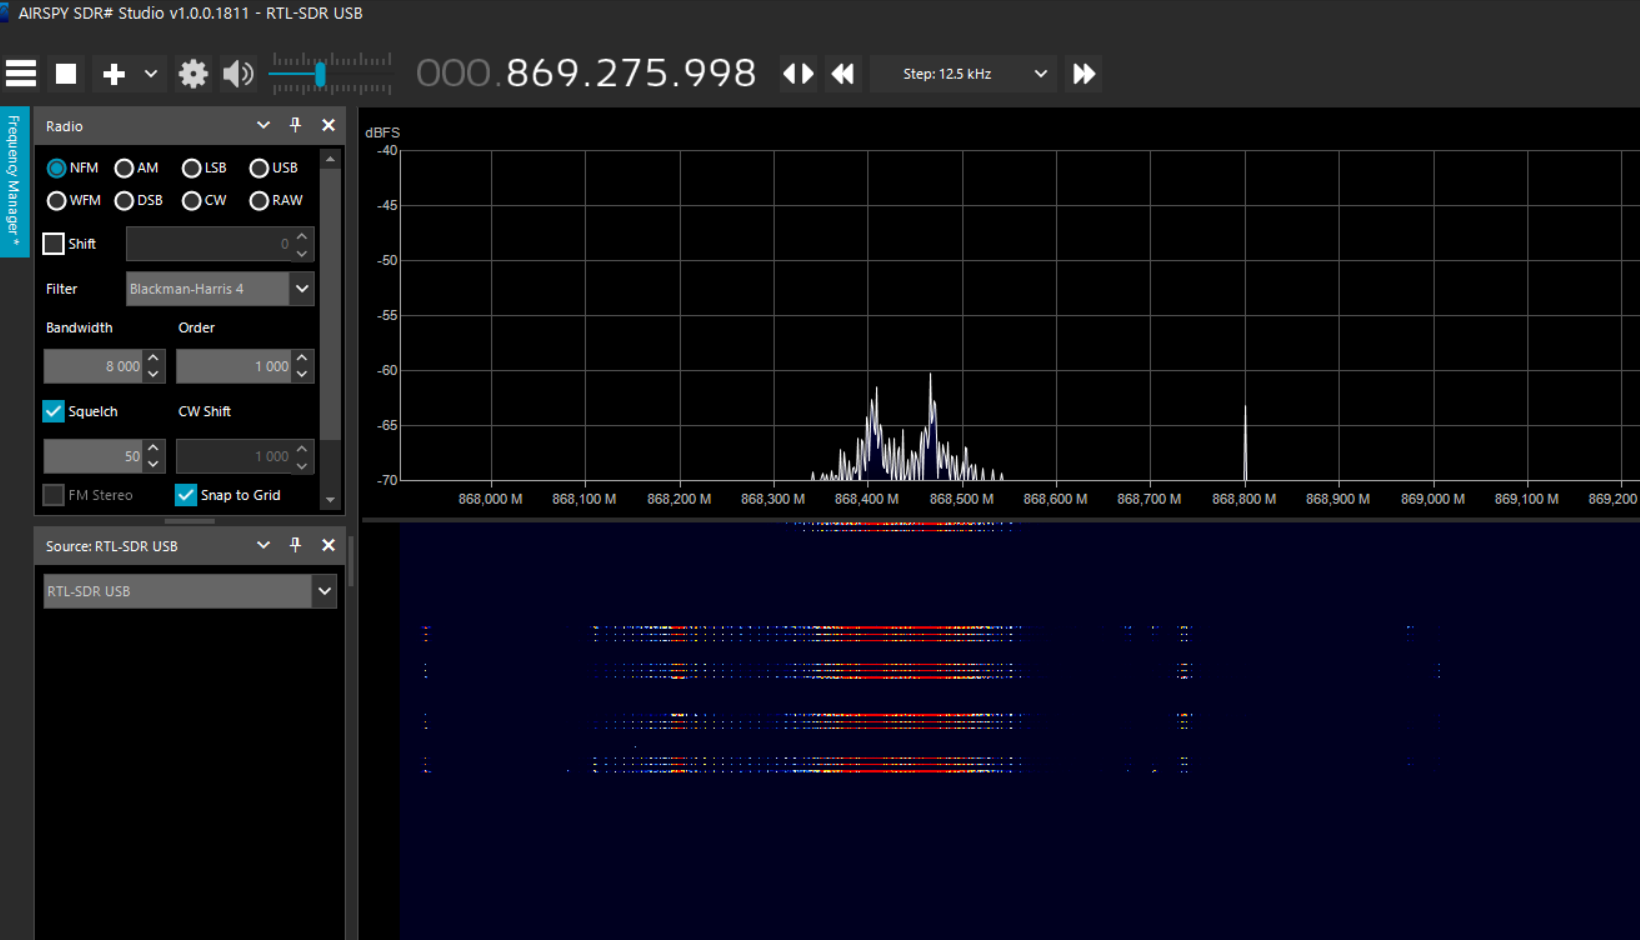 AIRSPY SDR# Studio v1.0.0.1811 - RTL-SDR USB
000.869.275.998
Step: 12.5 kHz
Frequency Manager *
Radio
NFM AM LSB USB
WFM DSB CW RAW
Shift 0
Filter Blackman-Harris 4
Bandwidth Order
8 000 1 000
Squelch CW Shift
50 1 000
FM Stereo Snap to Grid
Source: RTL-SDR USB
RTL-SDR USB
dBFS
-40
-45
-50
-55
-60
-65
-70
868,000 M 868,100 M 868,200 M 868,300 M 868,400 M 868,500 M 868,600 M 868,700 M 868,800 M 868,900 M 869,000 M 869,100 M 869,200